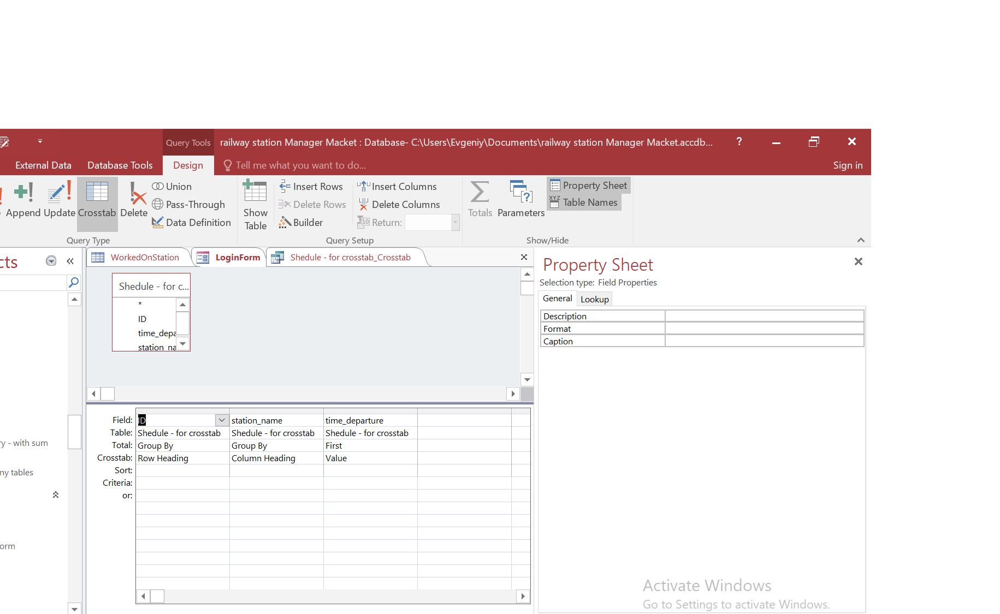 Query Tools railway station Manager Macket : Database- C:\Users\Evgeniy\Documents\railway station Manager Macket.accdb... ?
External Data Database Tools Design Tell me what you want to do... Sign in
Append Update Crosstab Delete
Union
Pass-Through
Data Definition
Query Type
Show Table
Insert Rows
Delete Rows
Builder
Insert Columns
Delete Columns
Return:
Query Setup
Totals Parameters
Property Sheet
XYZ Table Names
Show/Hide
WorkedOnStation LoginForm Shedule - for crosstab_Crosstab
Shedule - for c...
*
ID
time_depa
station_na
cts
ry - with sum
ny tables
orm
Field: ID station_name time_departure
Table: Shedule - for crosstab Shedule - for crosstab Shedule - for crosstab
Total: Group By Group By First
Crosstab: Row Heading Column Heading Value
Sort:
Criteria:
or:
Property Sheet
Selection type: Field Properties
General Lookup
Description
Format
Caption
Activate Windows
Go to Settings to activate Windows.